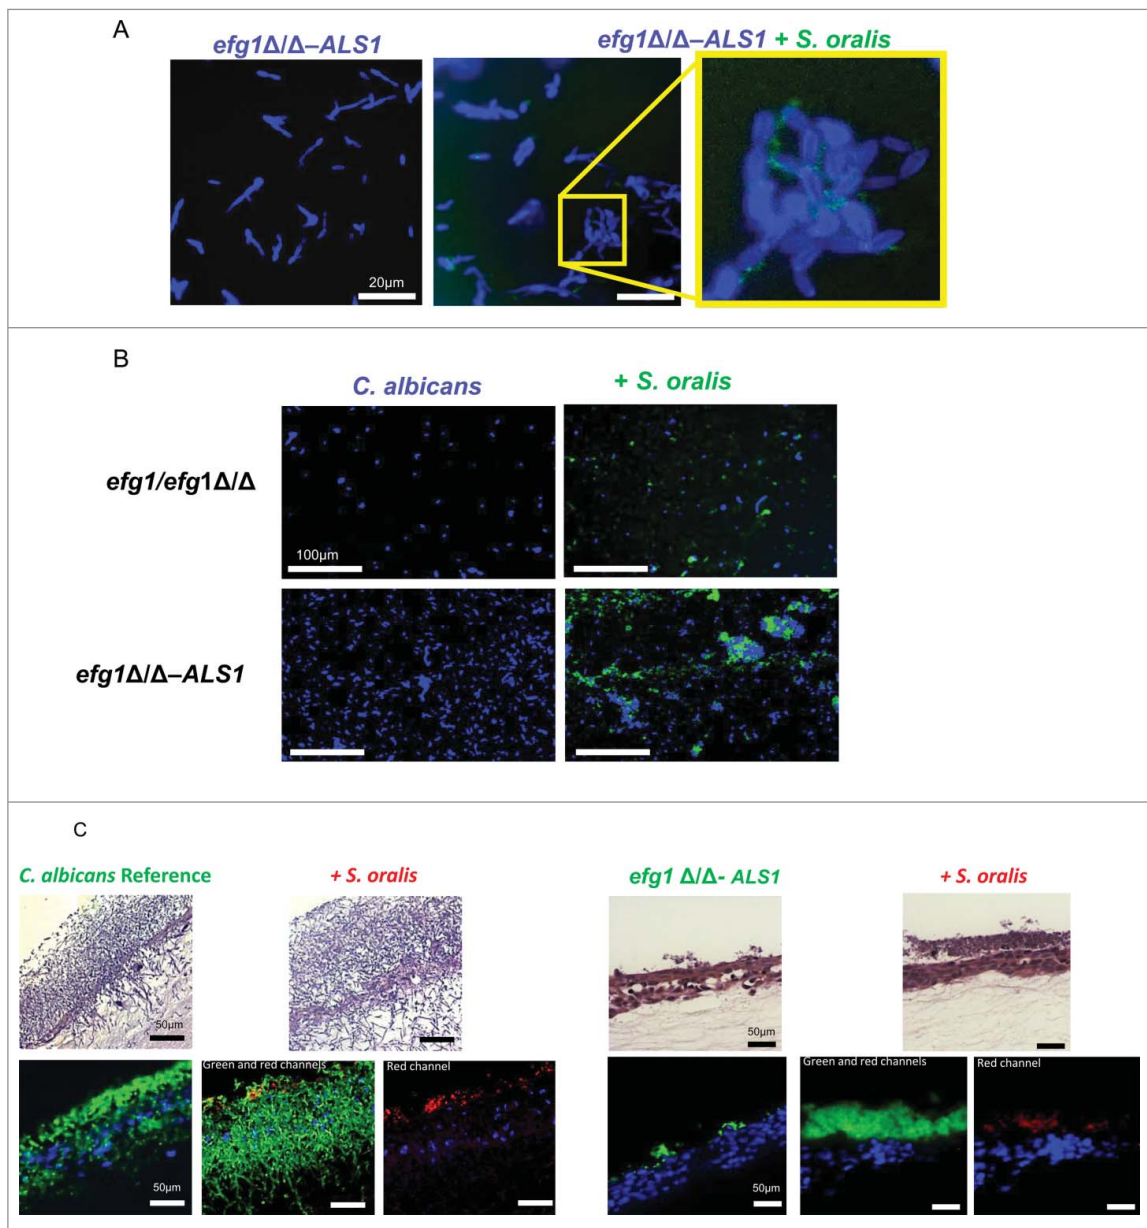 A
efg1Δ/Δ–ALS1
efg1Δ/Δ–ALS1 + S. oralis
20µm
B
C. albicans
+ S. oralis
efg1/efg1Δ/Δ
100µm
efg1Δ/Δ–ALS1
C
C. albicans Reference
+ S. oralis
efg1 Δ/Δ- ALS1
+ S. oralis
50µm
50µm
Green and red channels
Red channel
Green and red channels
Red channel
50µm